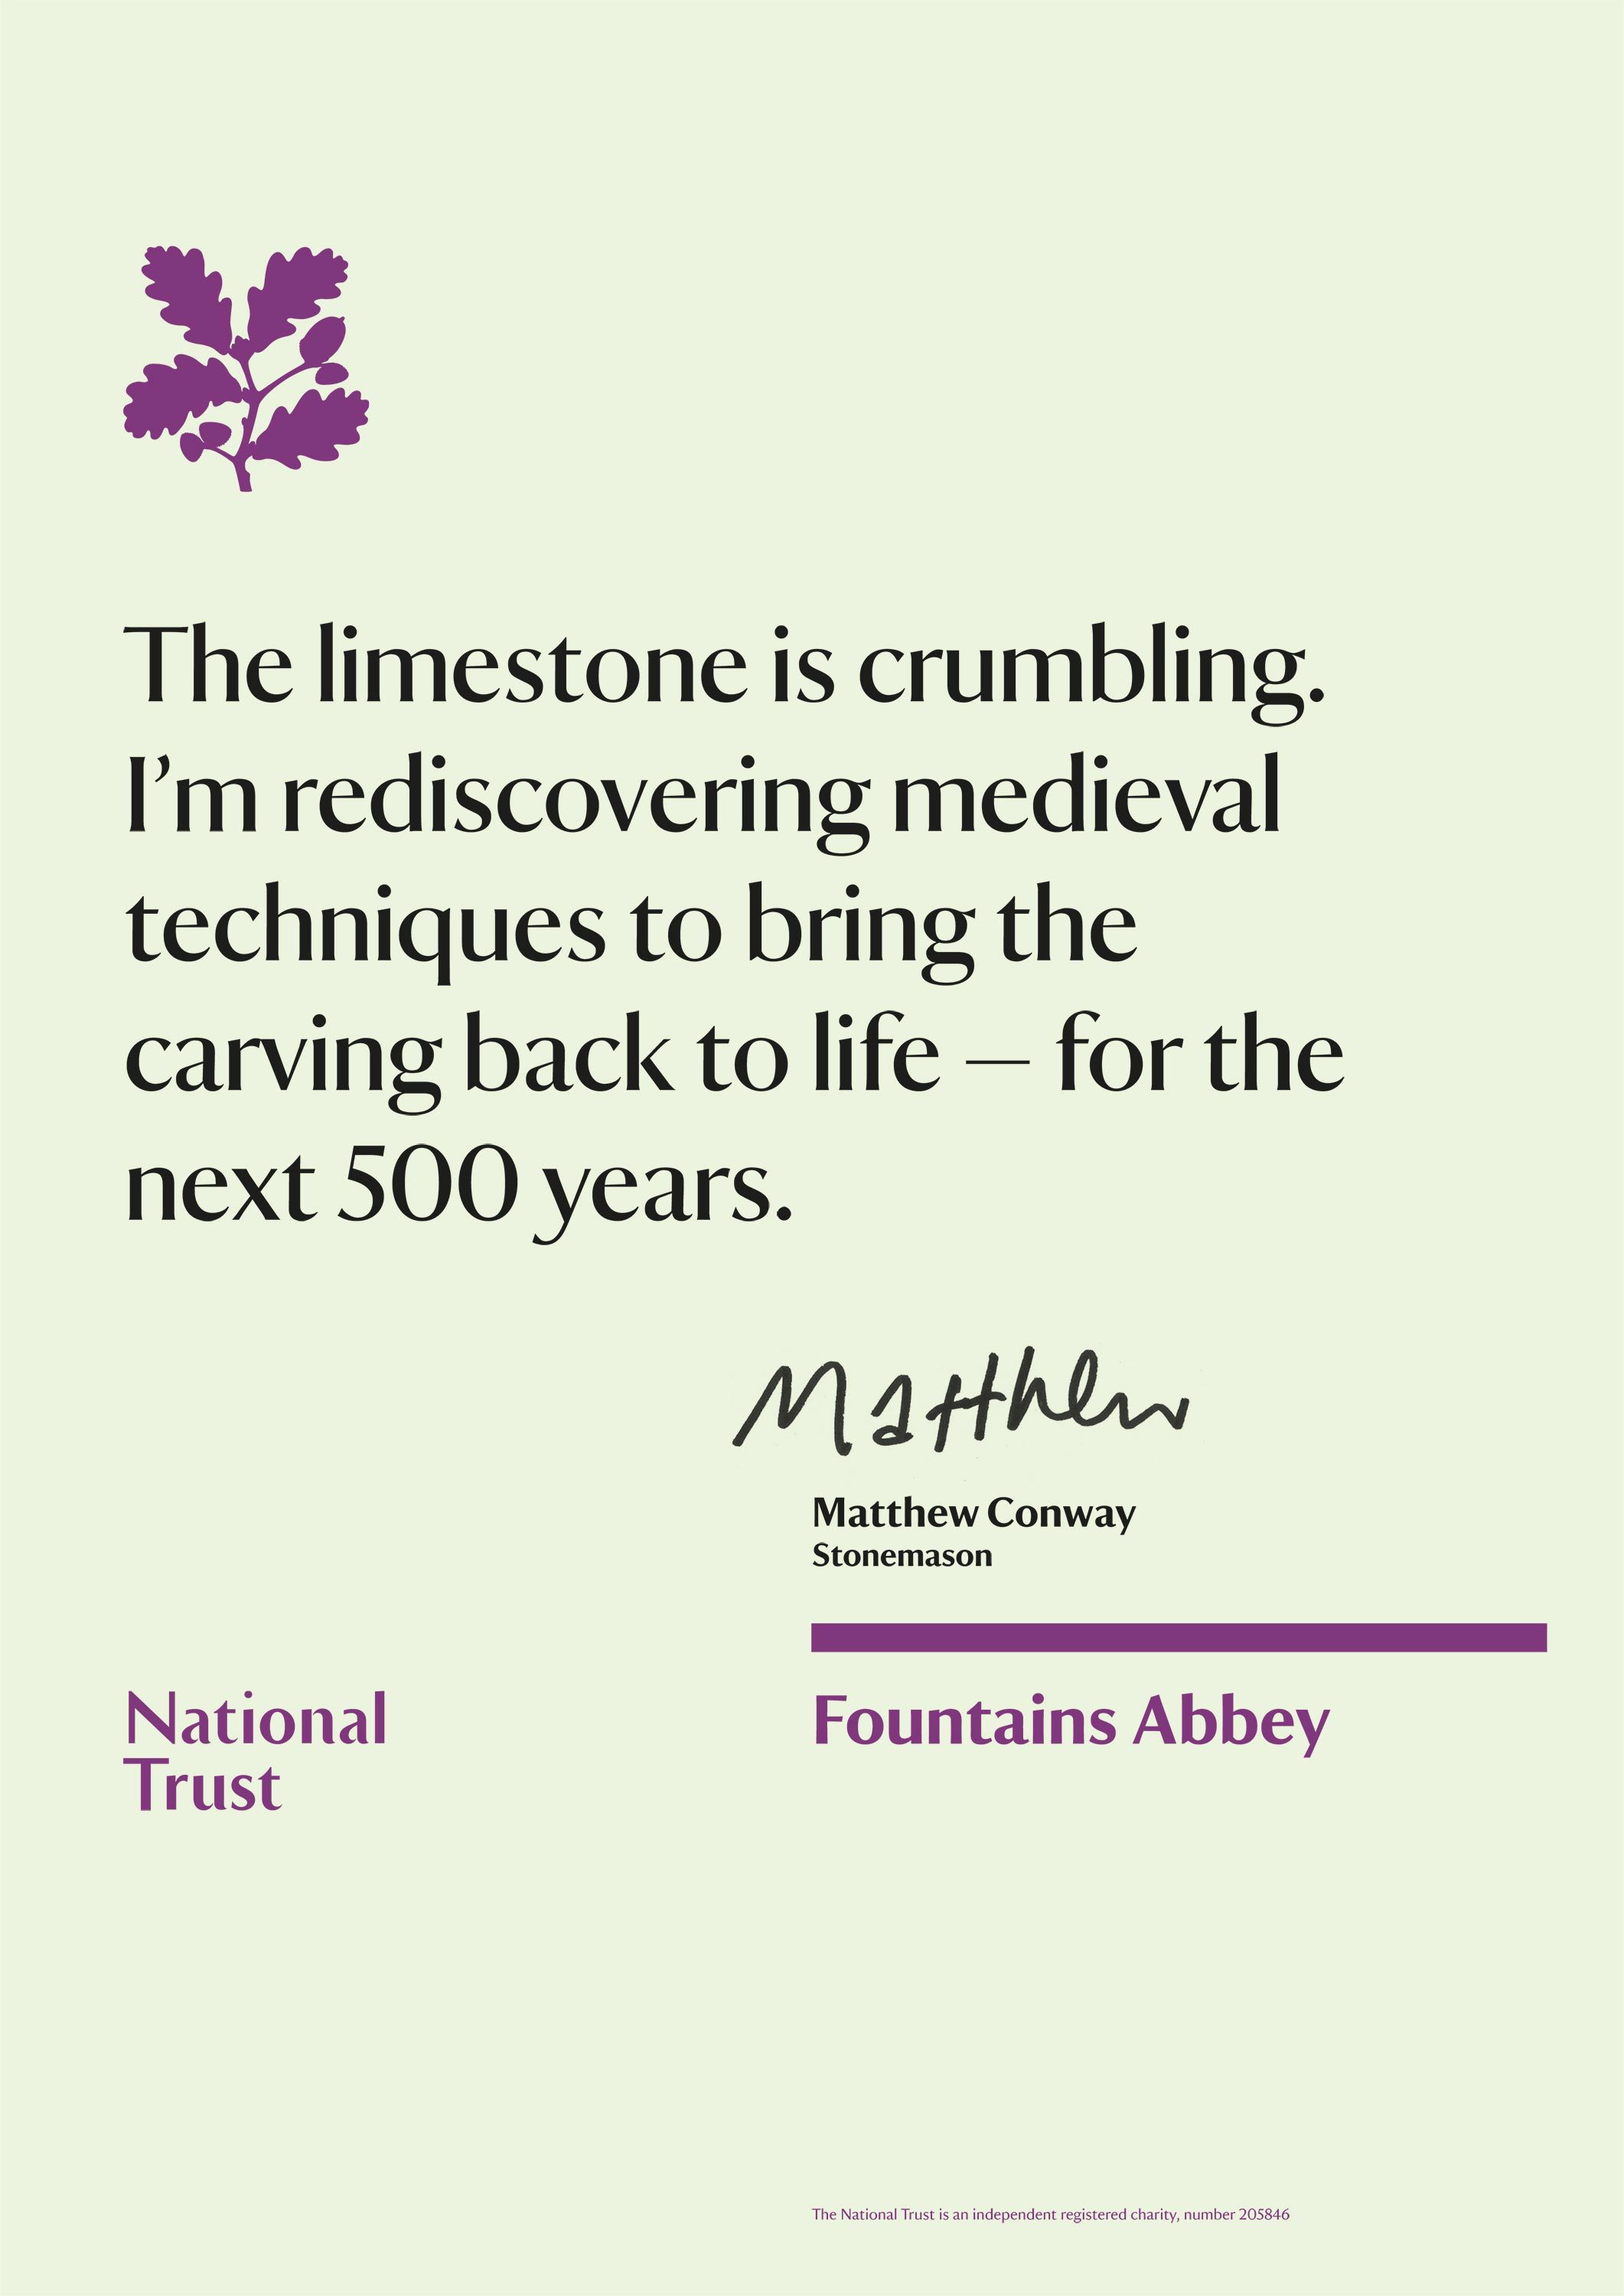 The limestone is crumbling.
I’m rediscovering medieval
techniques to bring the
carving back to life — for the
next 500 years.
Matthew
Matthew Conway
Stonemason
National
Trust
Fountains Abbey
The National Trust is an independent registered charity, number 205846